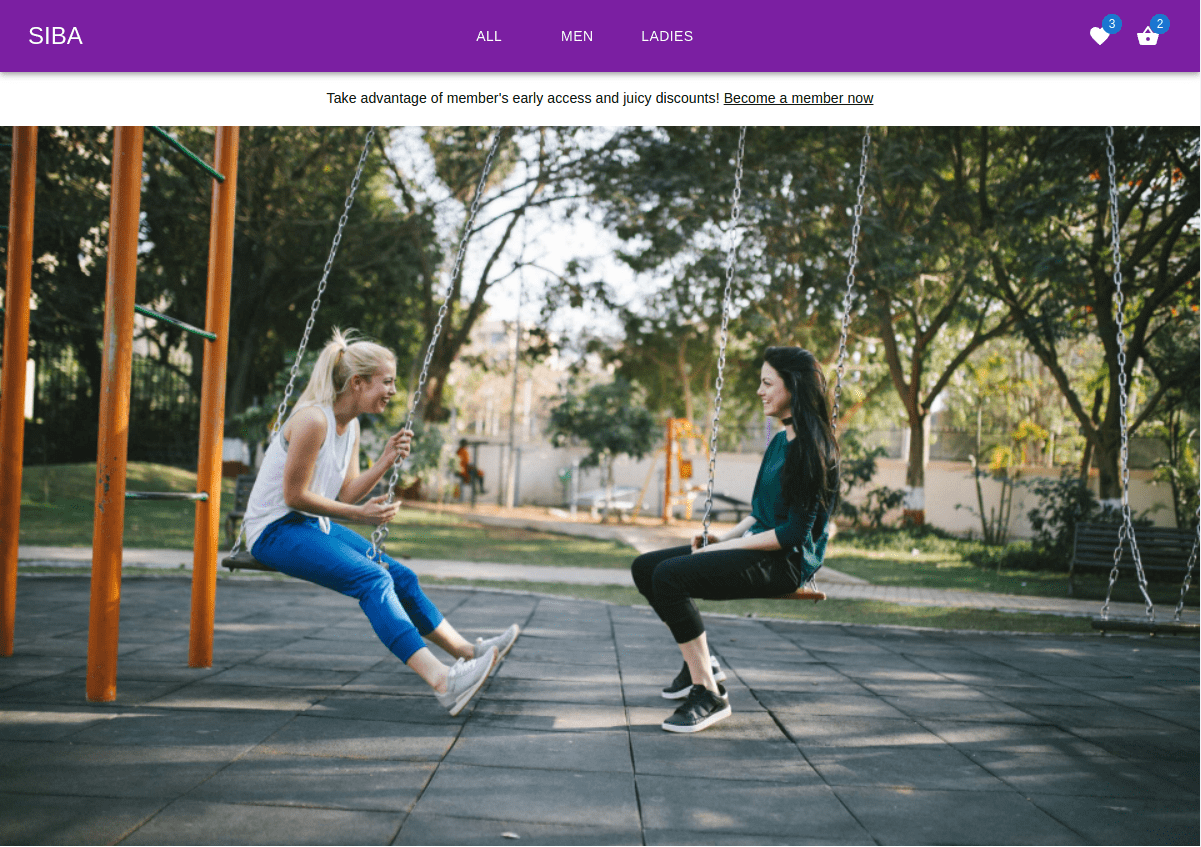 SIBA
ALL MEN LADIES
3 2
Take advantage of member's early access and juicy discounts! Become a member now